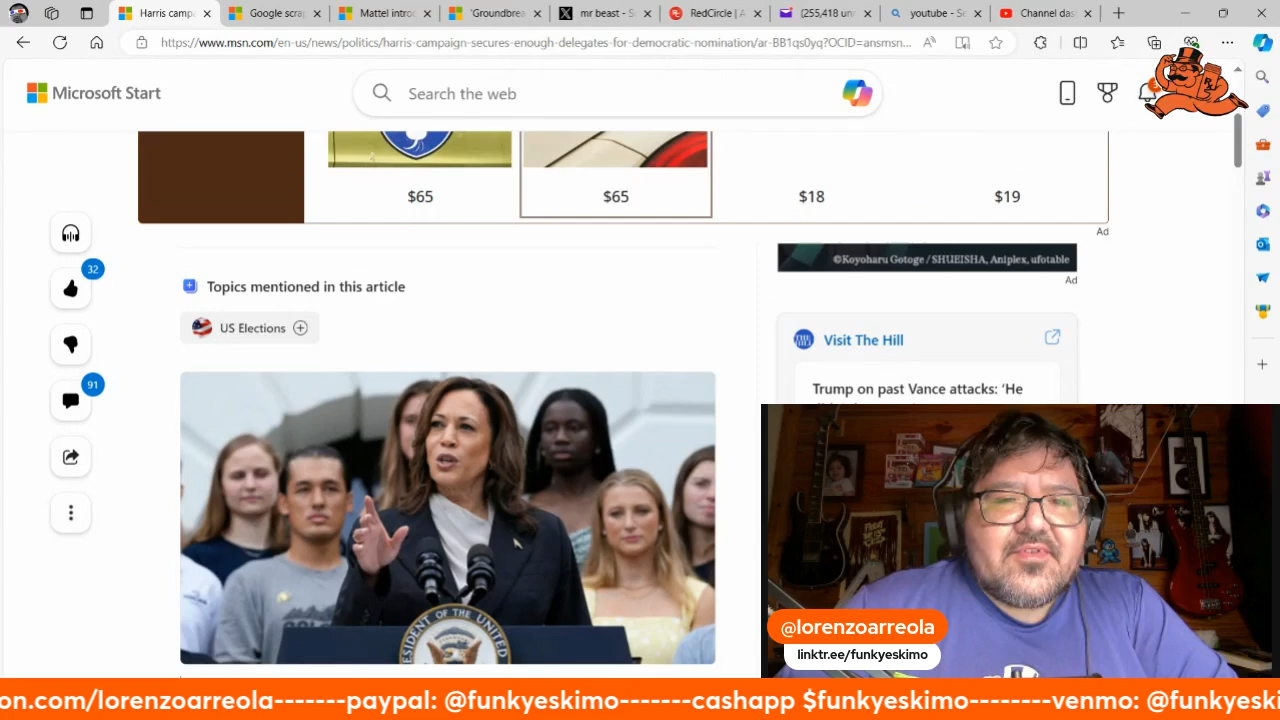 Harris camp
Google scra
Mattel introd
'Groundbrea
mr beast - S
RedCircle | A
(255,418 un
youtube - Se
Channel das
https://www.msn.com/en-us/news/politics/harris-campaign-secures-enough-delegates-for-democratic-nomination/ar-BB1qs0yq?OCID=ansmsn...
Microsoft Start
Search the web
$65
$65
$18
$19
Ad
©Koyoharu Gotoge / SHUEISHA, Aniplex, ufotable
Ad
32
Topics mentioned in this article
US Elections
Visit The Hill
91
Trump on past Vance attacks: 'He
@lorenzoarreola
linktr.ee/funkyeskimo
on.com/lorenzoarreola-------paypal: @funkyeskimo-------cashapp $funkyeskimo--------venmo: @funkyeski